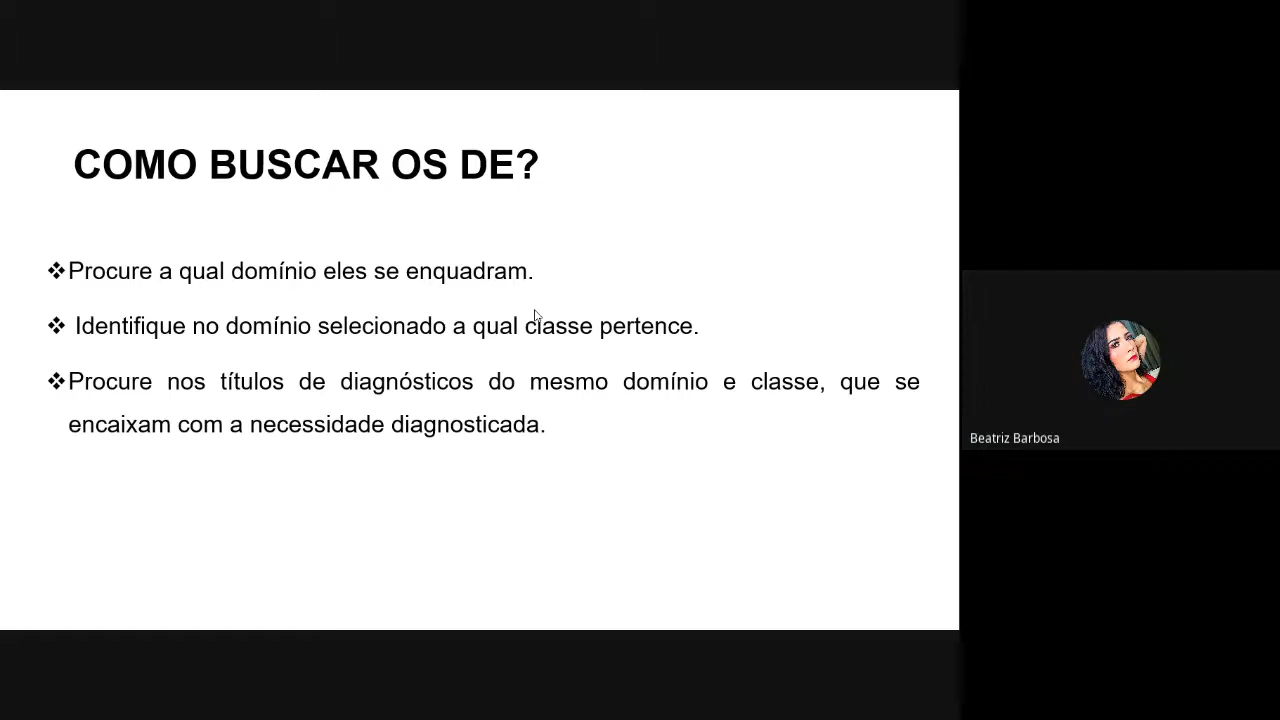 COMO BUSCAR OS DE?
❖Procure a qual domínio eles se enquadram.
❖ Identifique no domínio selecionado a qual classe pertence.
❖Procure nos títulos de diagnósticos do mesmo domínio e classe, que se
encaixam com a necessidade diagnosticada.
Beatriz Barbosa